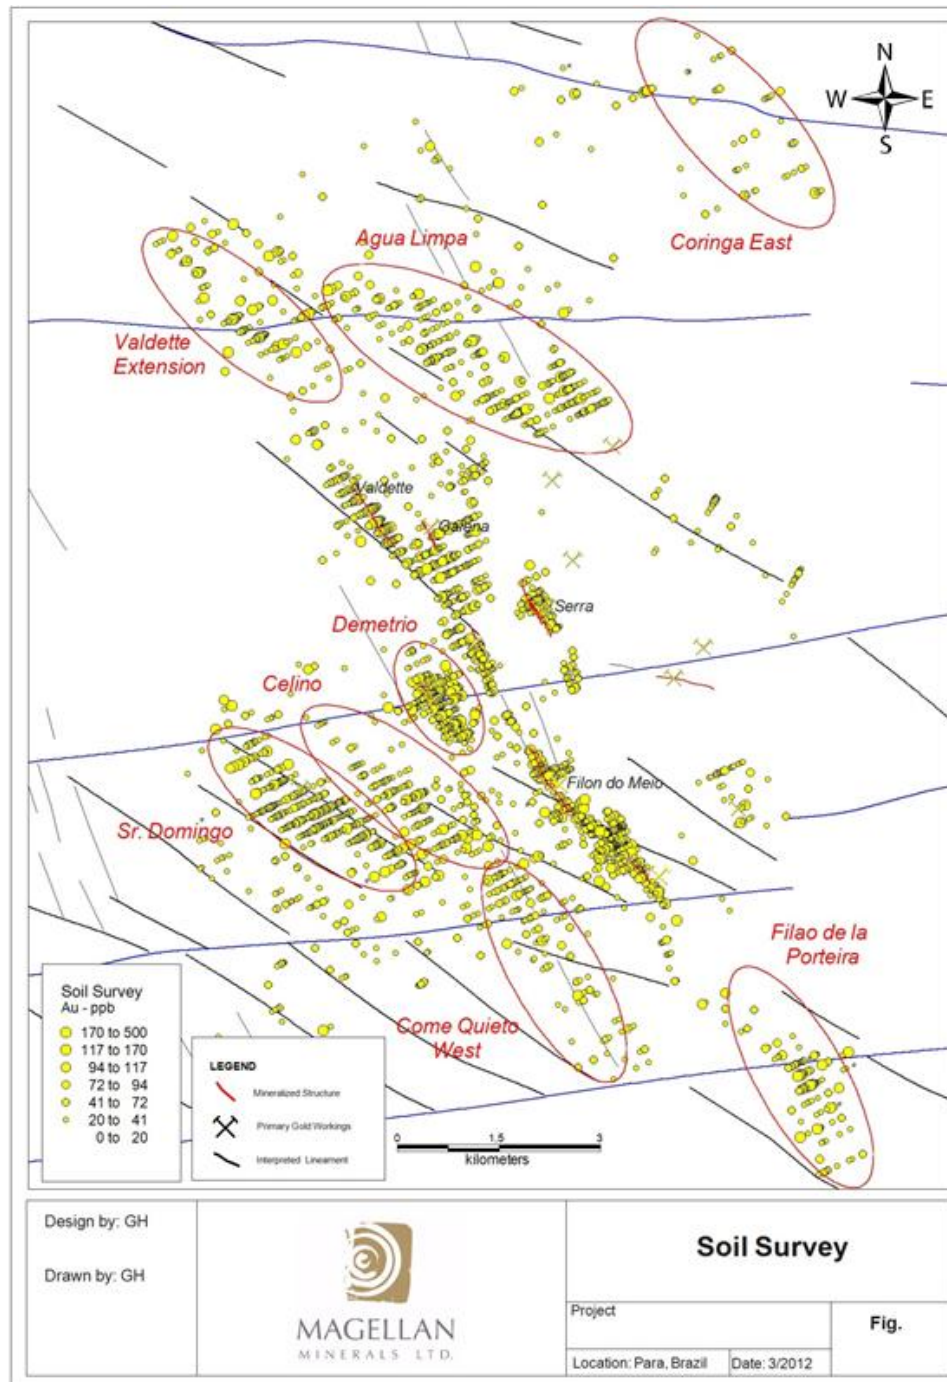 N
W E
S
Coringa East
Agua Limpa
Valdette
Extension
Valdette
Galena
Serra
Demetrio
Celino
Filon do Meio
Sr. Domingo
Filao de la
Porteira
Come Quieto
West
Soil Survey
Au - ppb
170 to 500
117 to 170
94 to 117
72 to 94
41 to 72
20 to 41
0 to 20
LEGEND
Mineralized Structure
Primary Gold Workings
Interpreted Lineament
0 1.5 3
kilometers
Design by: GH
Drawn by: GH
MAGELLAN
MINERALS LTD.
Soil Survey
Project
Fig.
Location: Para, Brazil
Date: 3/2012